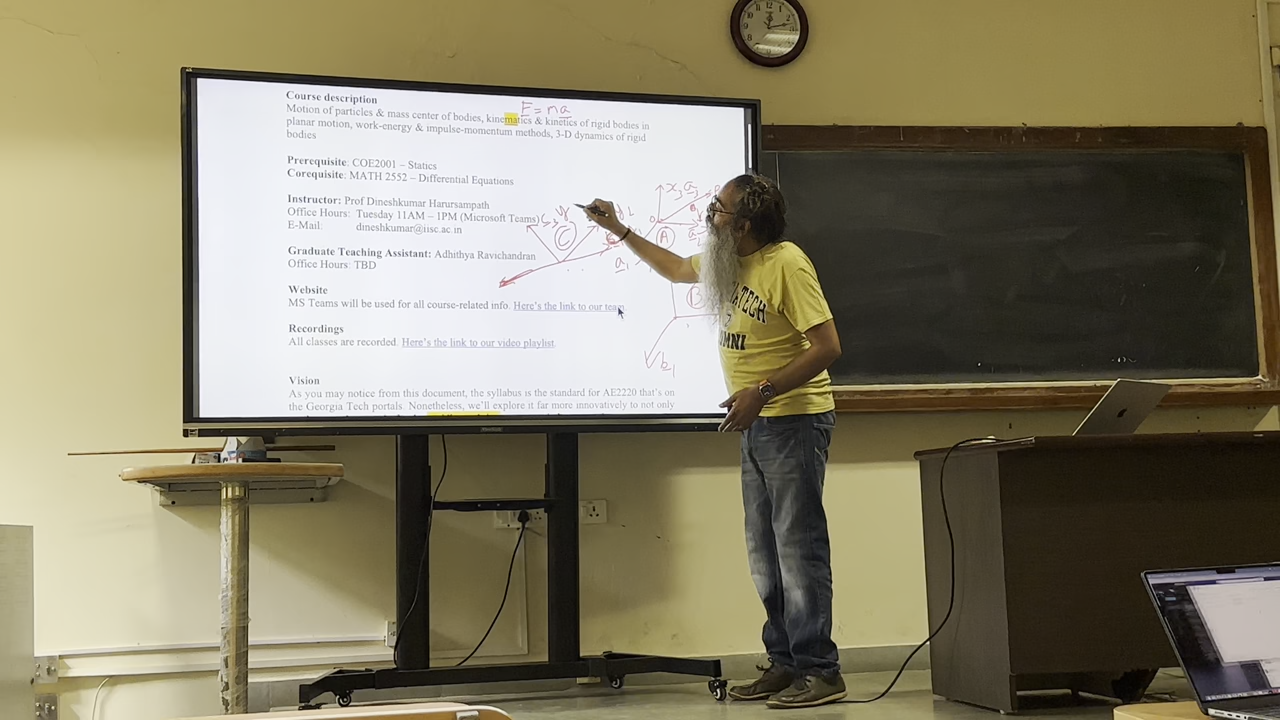 Course description
F = ma
Motion of particles & mass center of bodies, kinematics & kinetics of rigid bodies in
planar motion, work-energy & impulse-momentum methods, 3-D dynamics of rigid
bodies
Prerequisite: COE2001 – Statics
Corequisite: MATH 2552 – Differential Equations
Instructor: Prof Dineshkumar Harursampath
Office Hours: Tuesday 11AM – 1PM (Microsoft Teams)
E-Mail: dineshkumar@iisc.ac.in
Graduate Teaching Assistant: Adhithya Ravichandran
Office Hours: TBD
Website
MS Teams will be used for all course-related info. Here's the link to our team
Recordings
All classes are recorded. Here's the link to our video playlist.
Vision
As you may notice from this document, the syllabus is the standard for AE2220 that's on
the Georgia Tech portals. Nonetheless, we'll explore it far more innovatively to not only
x3 a3
A
C
a1
B
b1